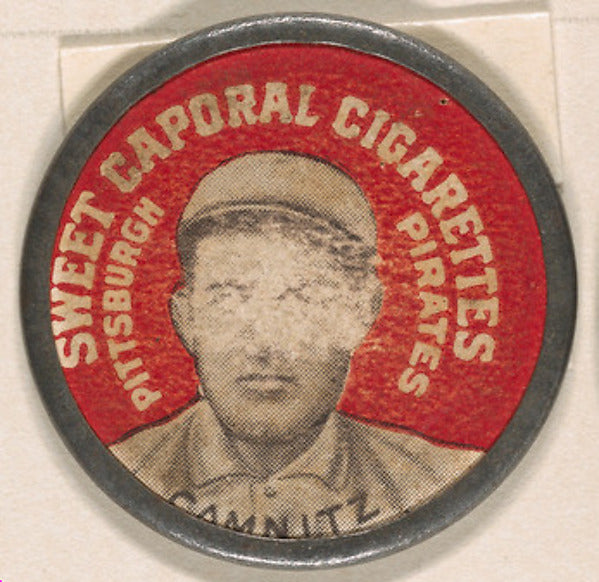 SWEET CAPORAL CIGARETTES
PITTSBURGH
PIRATES
CAMNITZ